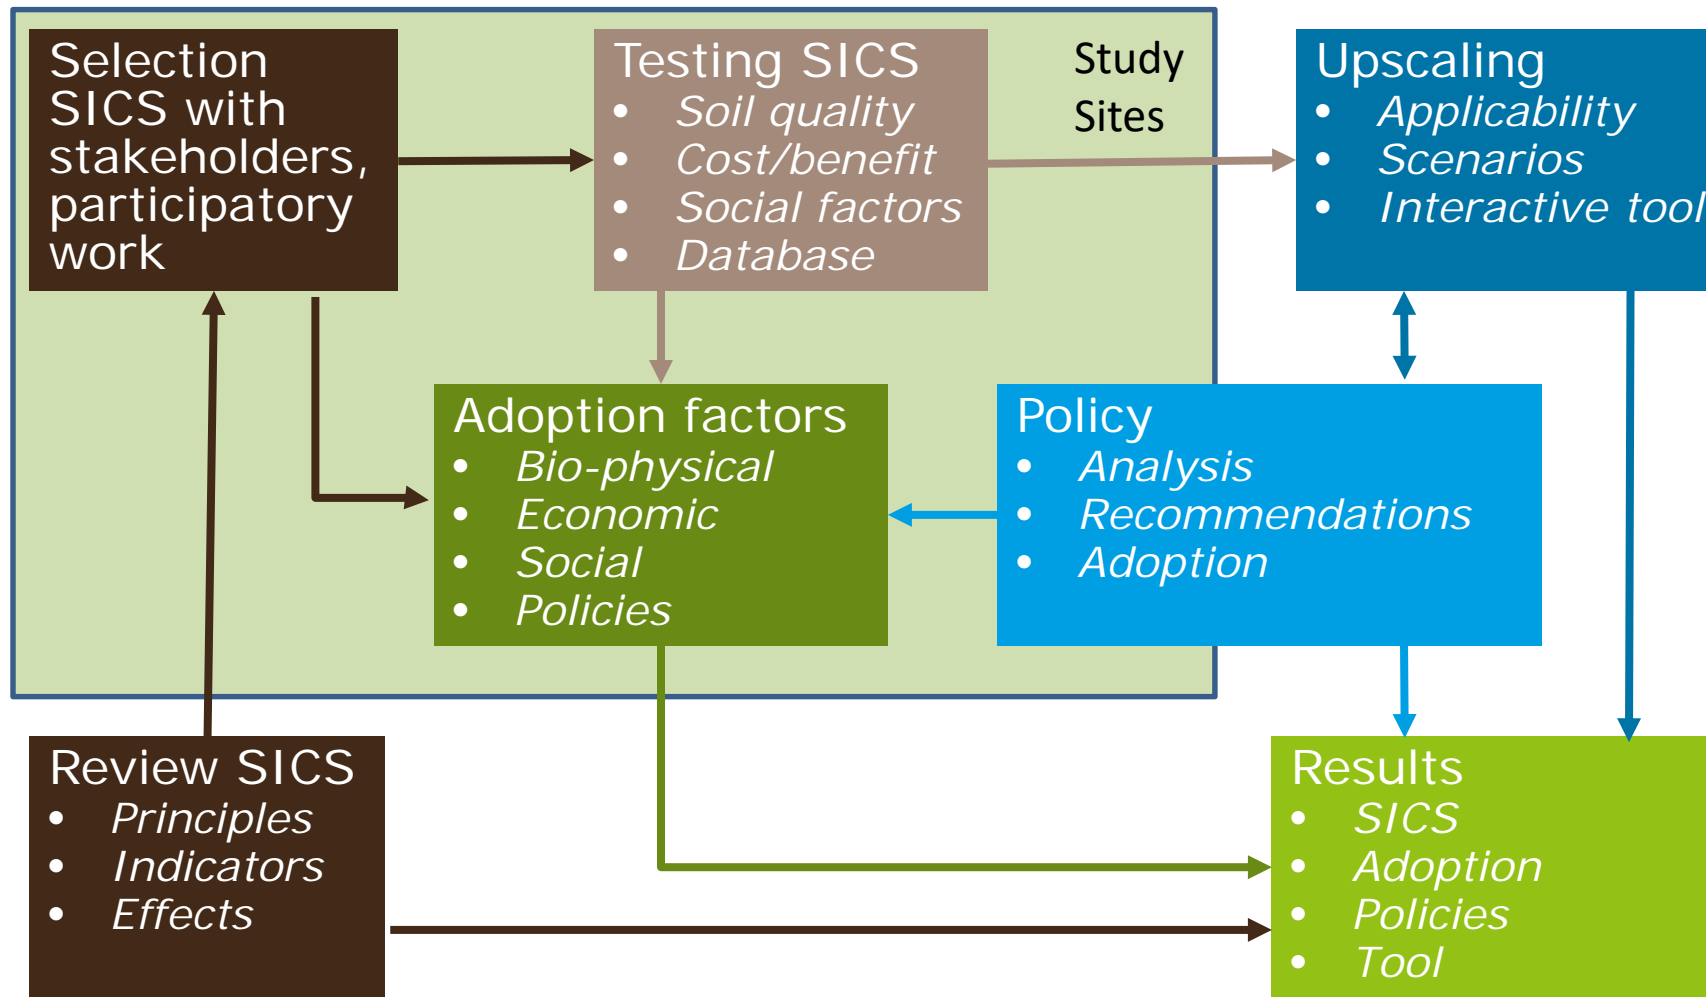 Selection
SICS with
stakeholders,
participatory
work
Testing SICS
• Soil quality
• Cost/benefit
• Social factors
• Database
Study
Sites
Upscaling
• Applicability
• Scenarios
• Interactive tool
Adoption factors
• Bio-physical
• Economic
• Social
• Policies
Policy
• Analysis
• Recommendations
• Adoption
Review SICS
• Principles
• Indicators
• Effects
Results
• SICS
• Adoption
• Policies
• Tool